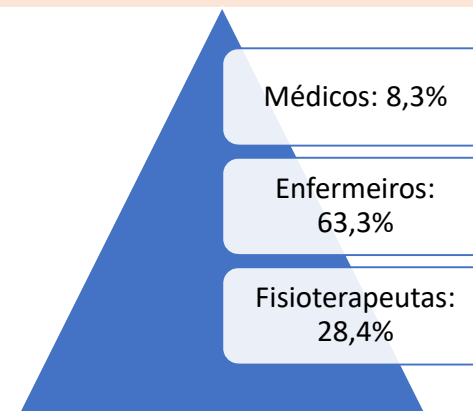 Médicos: 8,3%
Enfermeiros:
63,3%
Fisioterapeutas:
28,4%